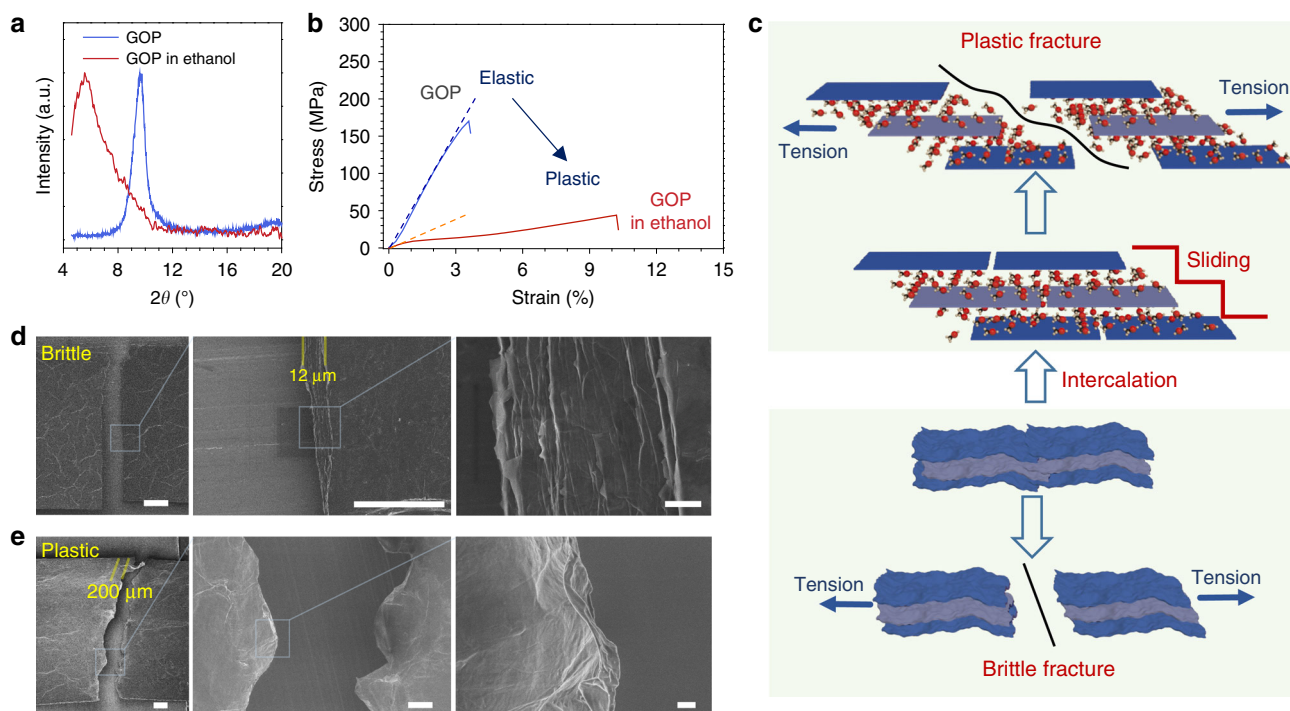 a
GOP
GOP in ethanol
Intensity (a.u.)
4 8 12 16 20
2θ (°)
b
300
250
200
150
100
50
0
Stress (MPa)
GOP
Elastic
Plastic
GOP
in ethanol
0 3 6 9 12 15
Strain (%)
c
Plastic fracture
Tension
Tension
Sliding
Intercalation
Tension
Tension
Brittle fracture
d
Brittle
12 μm
e
Plastic
200 μm